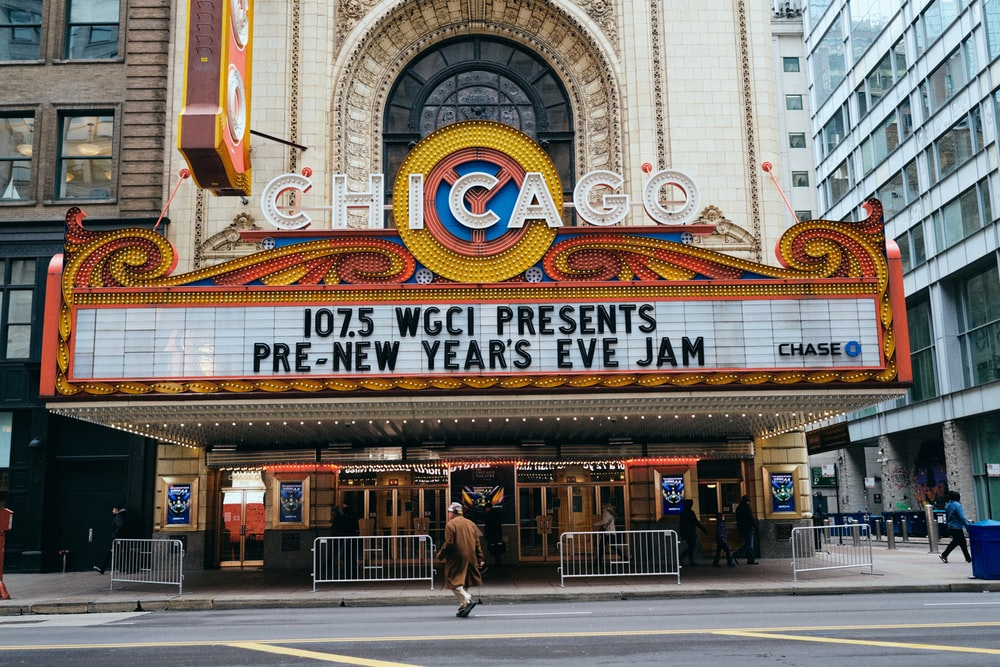 CHICAGO
107.5 WGCI PRESENTS
PRE-NEW YEAR'S EVE JAM
CHASE